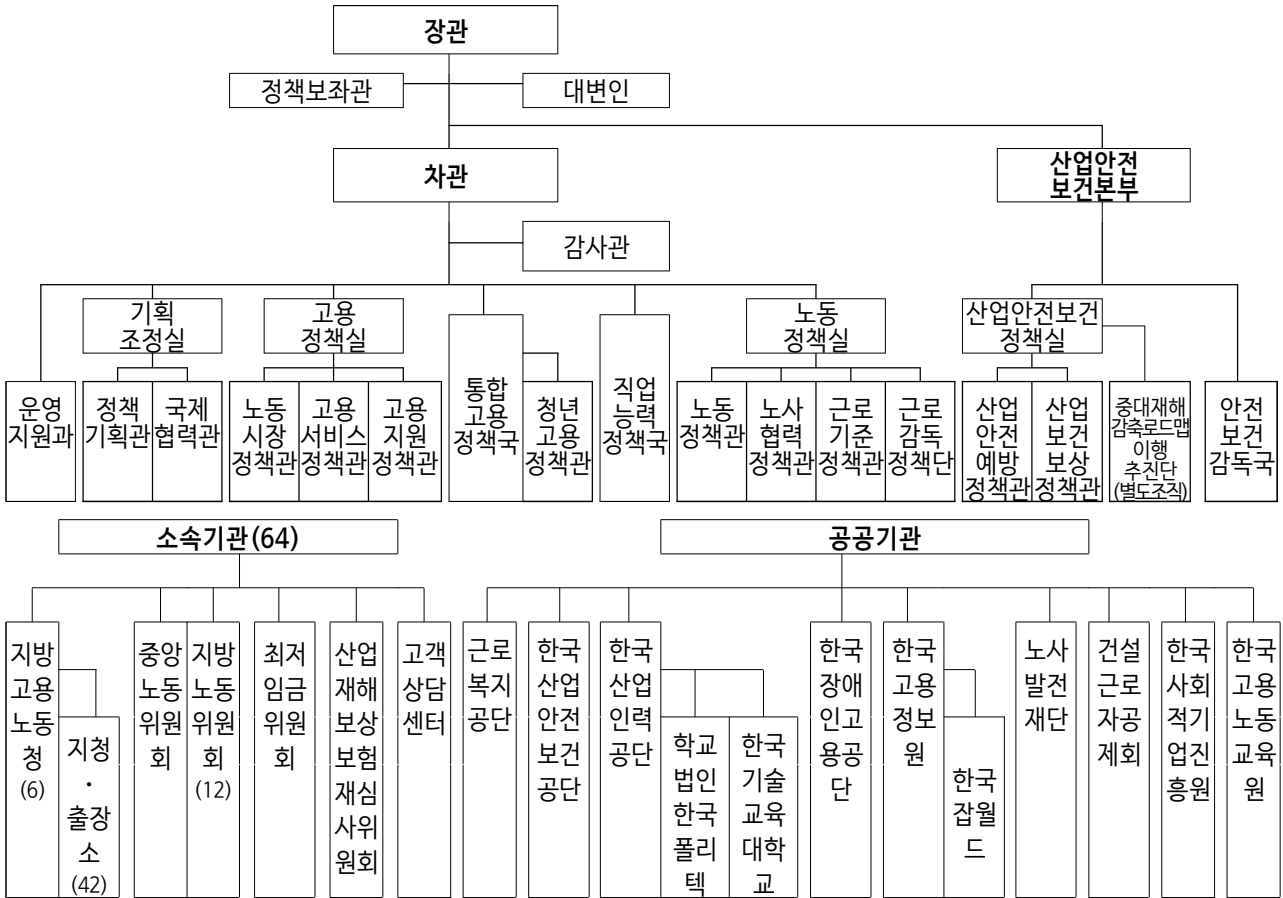 장관
정책보좌관
대변인
차관
산업안전
보건본부
감사관
기획
조정실
고용
정책실
노동
정책실
산업안전보건
정책실
운영
지원과
정책
기획관
국제
협력관
노동
시장
정책관
고용
서비스
정책관
고용
지원
정책관
통합
고용
정책국
청년
고용
정책관
직업
능력
정책국
노동
정책관
노사
협력
정책관
근로
기준
정책관
근로
감독
정책단
산업
안전
예방
정책관
산업
보건
보상
정책관
중대재해
감축로드맵
이행
추진단
(별도조직)
안전
보건
감독국
소속기관(64)
공공기관
지방
고용
노동
청
(6)
지청
·
출장
소
(42)
중앙
노동
위원
회
지방
노동
위원
회
(12)
최저
임금
위원
회
산업
재해
보상
보험
재심
사위
원회
고객
상담
센터
근로
복지
공단
한국
산업
안전
보건
공단
한국
산업
인력
공단
학교
법인
한국
폴리
텍
한국
기술
교육
대학
교
한국
장애
인고
용공
단
한국
고용
정보
원
한국
잡월
드
노사
발전
재단
건설
근로
자공
제회
한국
사회
적기
업진
흥원
한국
고용
노동
교육
원